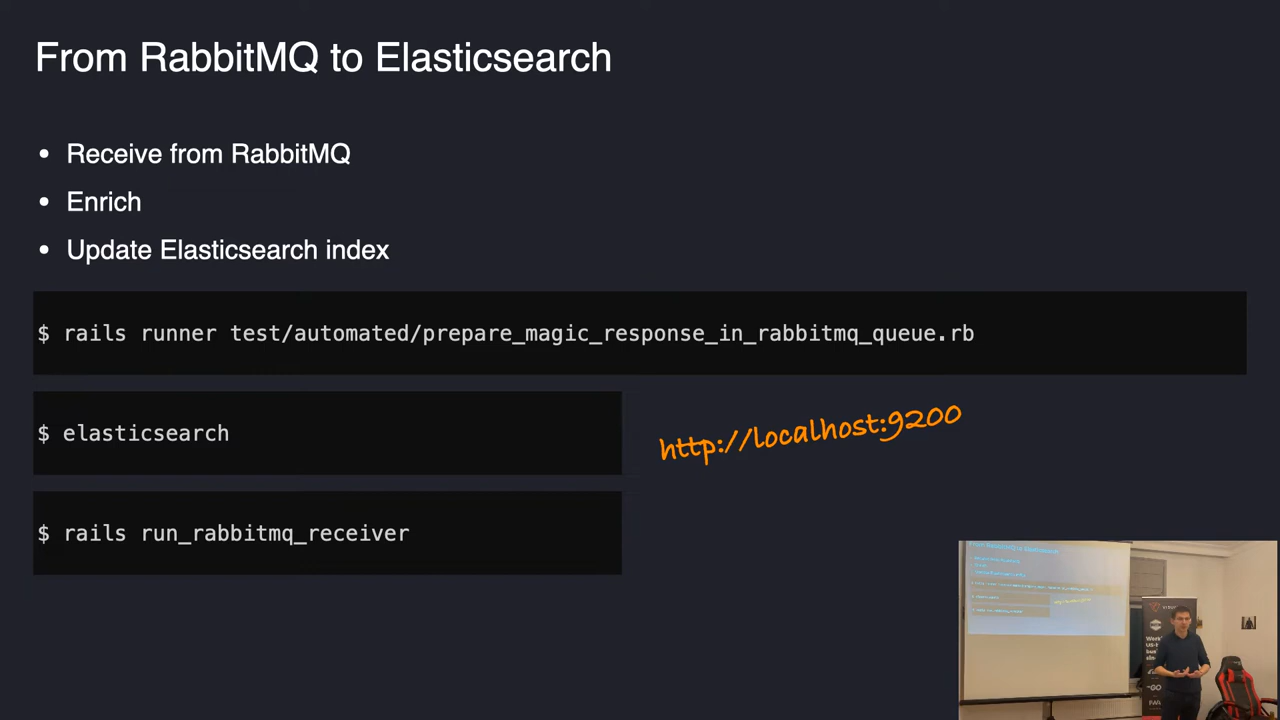 From RabbitMQ to Elasticsearch
• Receive from RabbitMQ
• Enrich
• Update Elasticsearch index
$ rails runner test/automated/prepare_magic_response_in_rabbitmq_queue.rb
$ elasticsearch
http://localhost:9200
$ rails run_rabbitmq_receiver